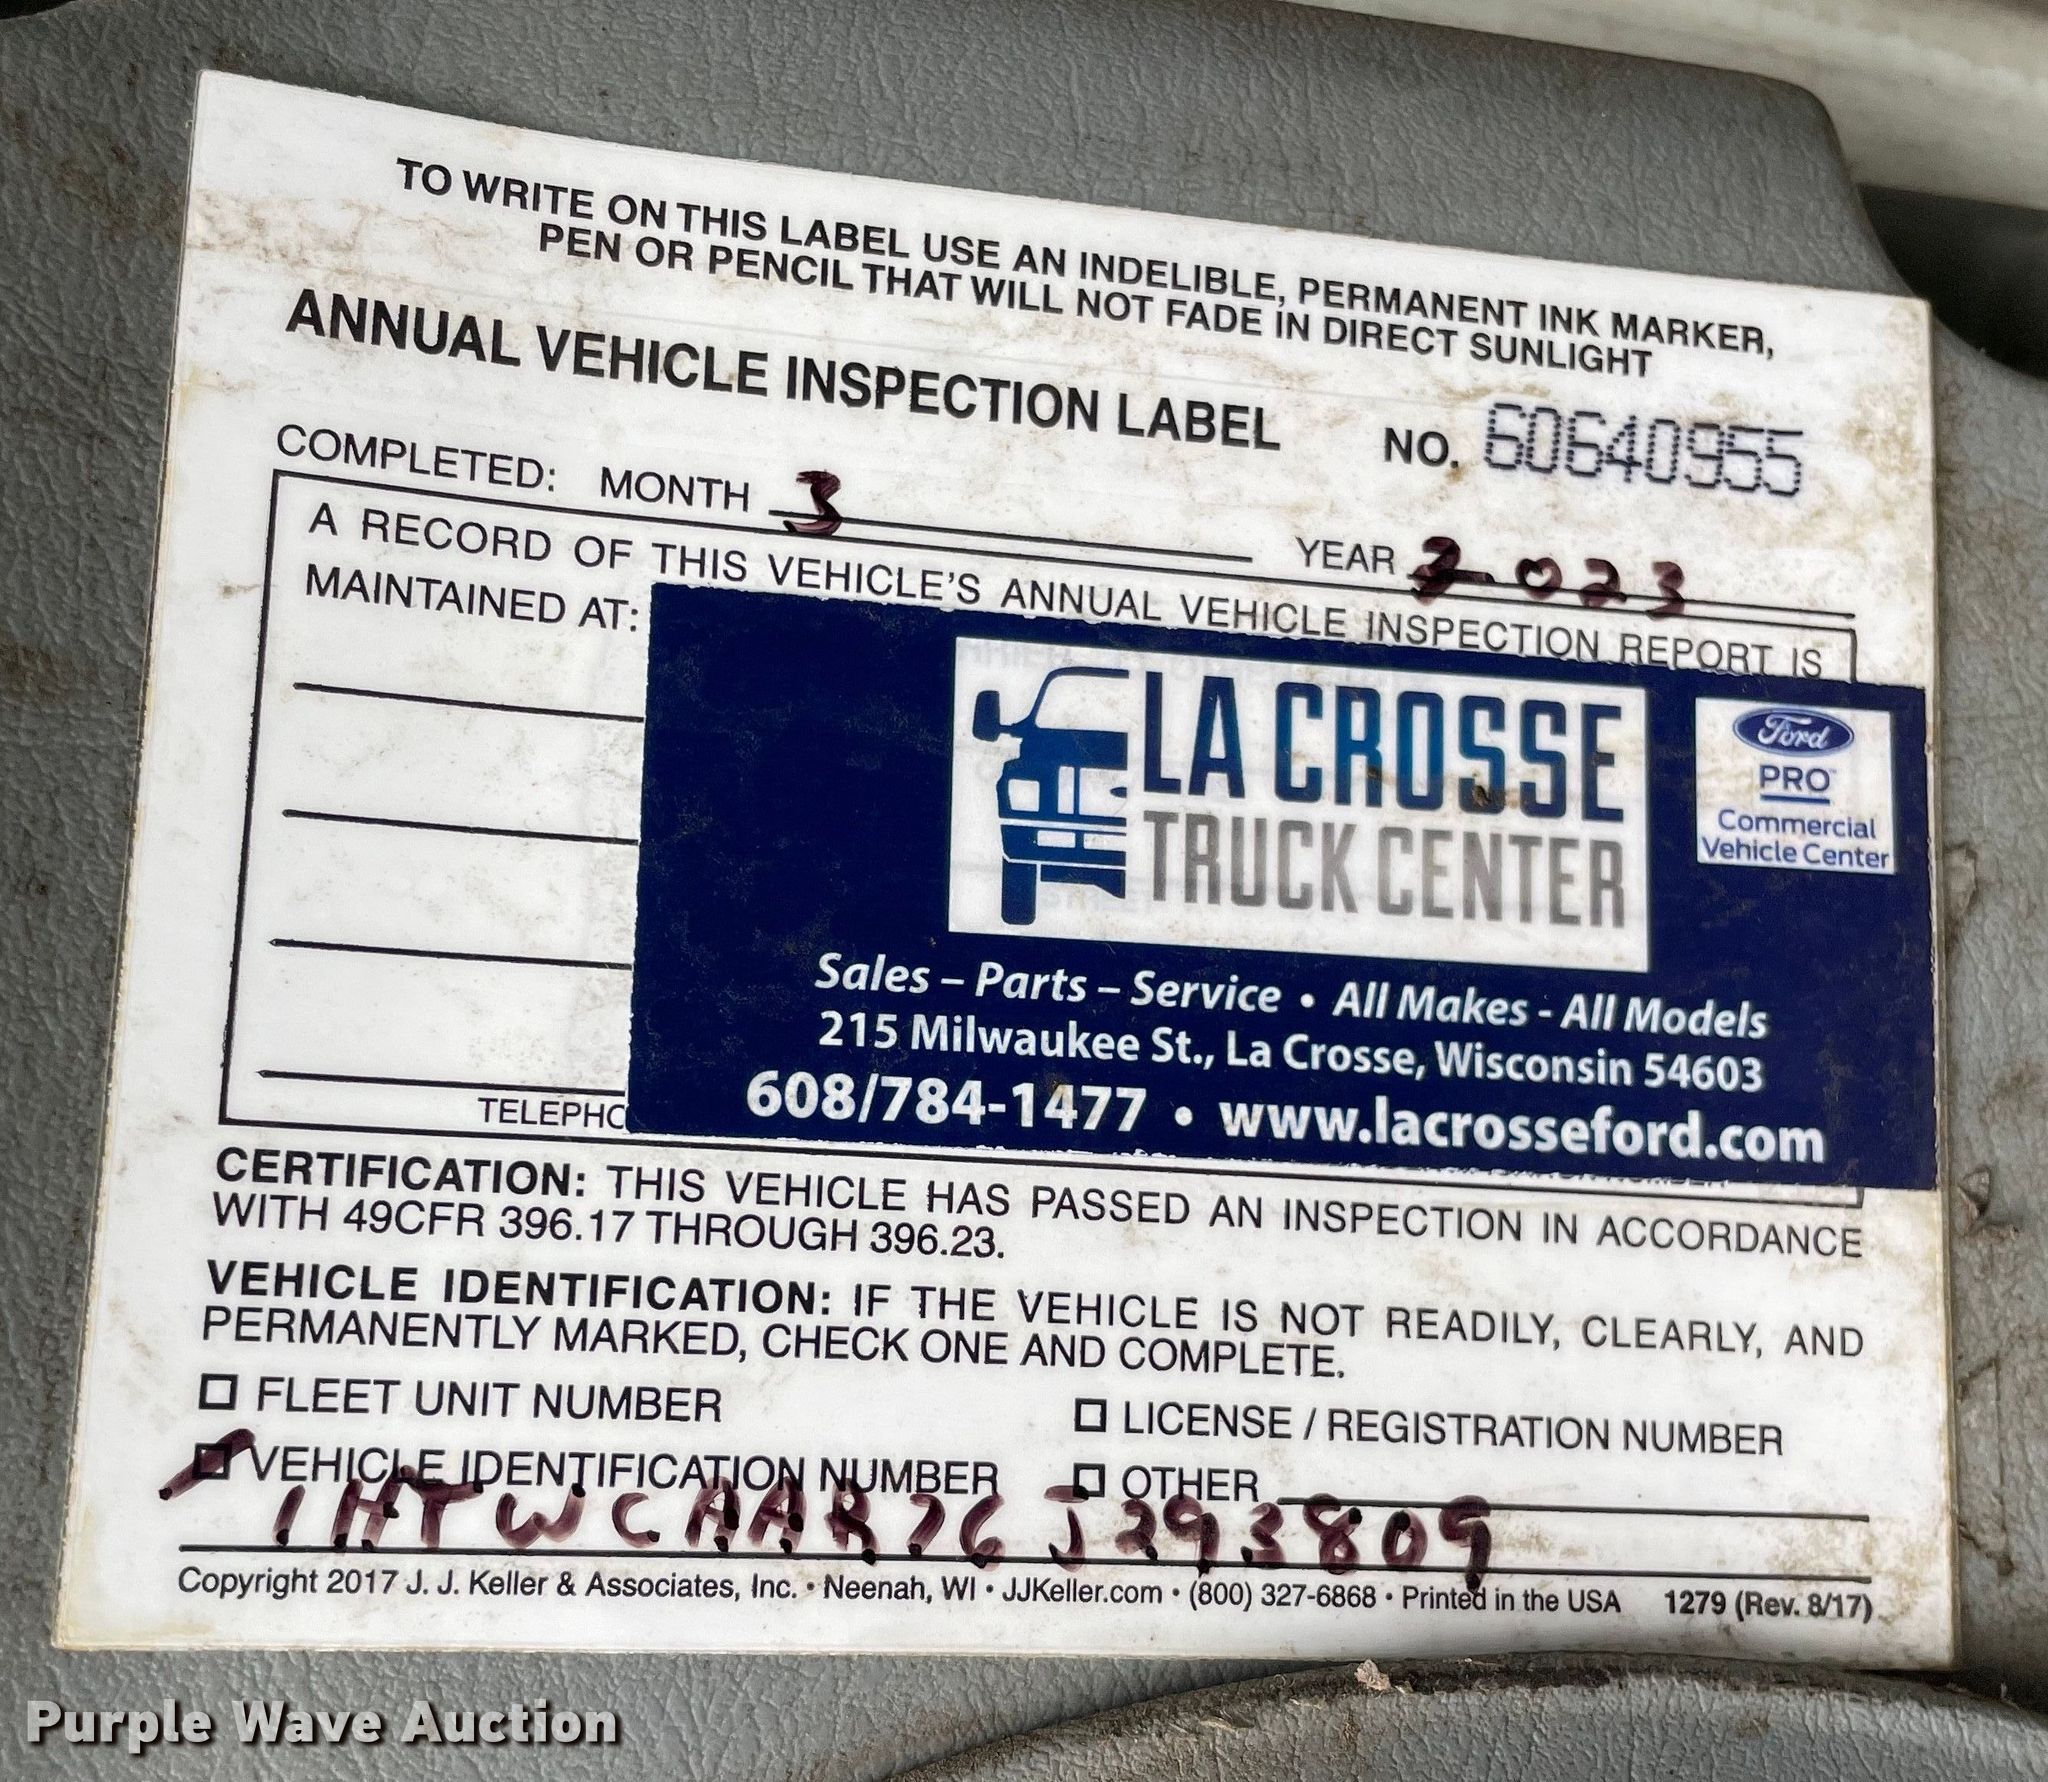 TO WRITE ON THIS LABEL USE AN INDELIBLE, PERMANENT INK MARKER,
PEN OR PENCIL THAT WILL NOT FADE IN DIRECT SUNLIGHT
ANNUAL VEHICLE INSPECTION LABEL NO. 60640955
COMPLETED: MONTH 3 YEAR 2023
A RECORD OF THIS VEHICLE'S ANNUAL VEHICLE INSPECTION REPORT IS
MAINTAINED AT:
LA CROSSE
TRUCK CENTER
Ford
PRO
Commercial
Vehicle Center
Sales – Parts – Service • All Makes - All Models
215 Milwaukee St., La Crosse, Wisconsin 54603
608/784-1477 • www.lacrosseford.com
TELEPHO
CERTIFICATION: THIS VEHICLE HAS PASSED AN INSPECTION IN ACCORDANCE
WITH 49CFR 396.17 THROUGH 396.23.
VEHICLE IDENTIFICATION: IF THE VEHICLE IS NOT READILY, CLEARLY, AND
PERMANENTLY MARKED, CHECK ONE AND COMPLETE.
FLEET UNIT NUMBER
LICENSE / REGISTRATION NUMBER
VEHICLE IDENTIFICATION NUMBER
OTHER
1HTWCAAR76J293809
Copyright 2017 J. J. Keller & Associates, Inc. • Neenah, WI • JJKeller.com • (800) 327-6868 • Printed in the USA 1279 (Rev. 8/17)
Purple Wave Auction